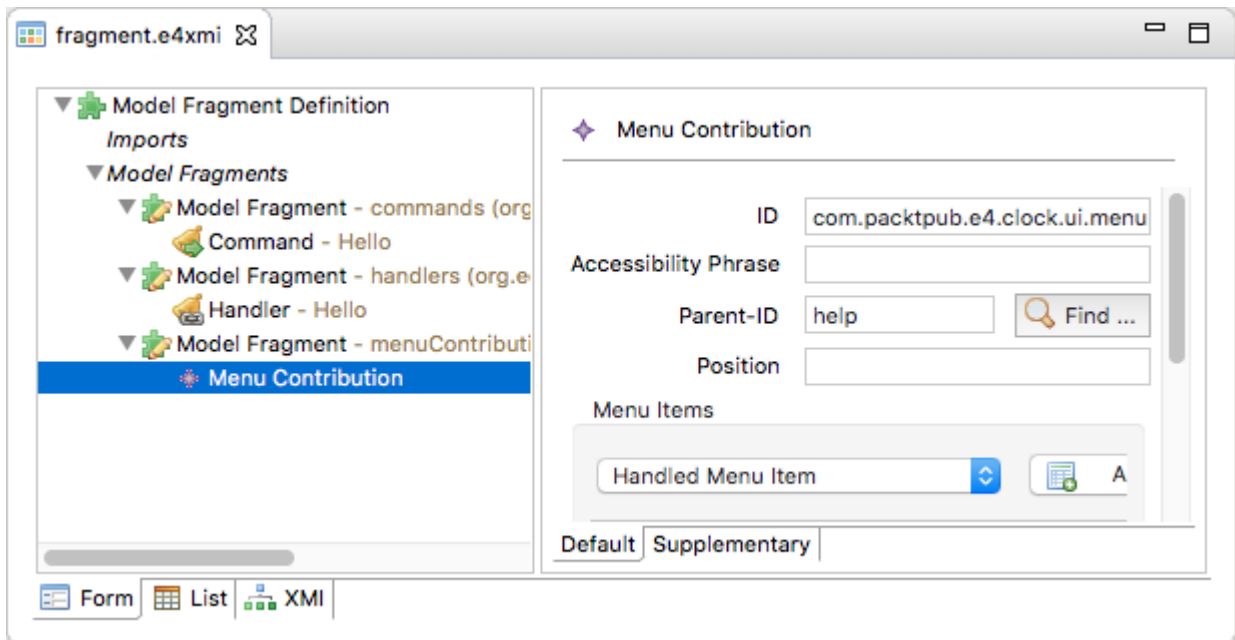 fragment.e4xmi
Model Fragment Definition
Imports
Model Fragments
Model Fragment - commands (org
Command - Hello
Model Fragment - handlers (org.e
Handler - Hello
Model Fragment - menuContributi
Menu Contribution
Menu Contribution
ID com.packtpub.e4.clock.ui.menu
Accessibility Phrase
Parent-ID help Find ...
Position
Menu Items
Handled Menu Item A
Default Supplementary
Form List XMI